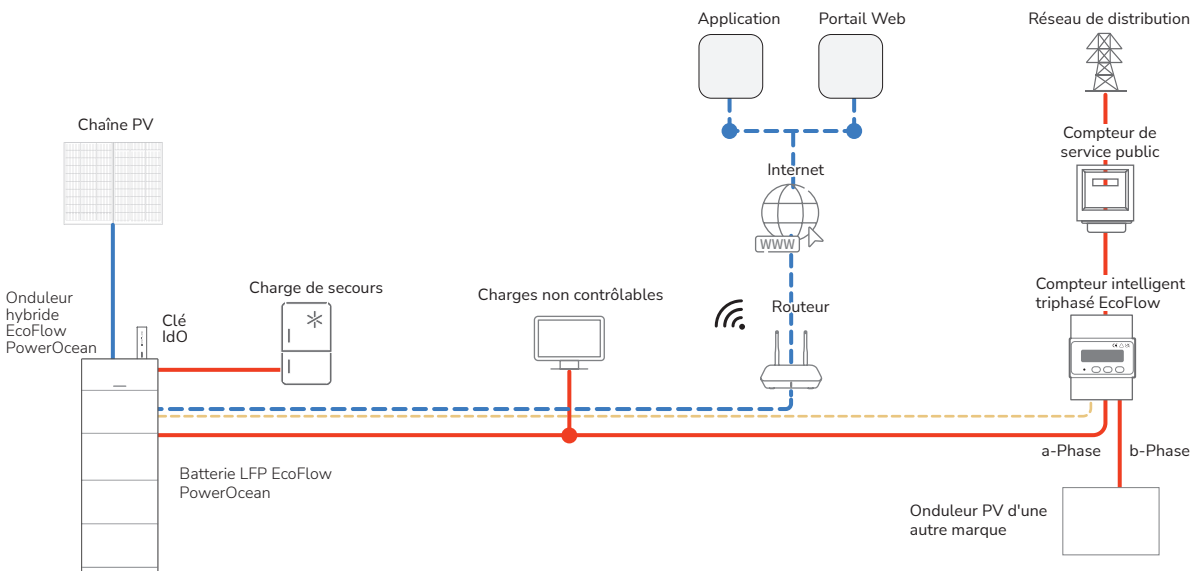 Application
Portail Web
Réseau de distribution
Chaîne PV
Compteur de
service public
Internet
WWW
Onduleur
hybride
EcoFlow
PowerOcean
Clé
IdO
Charge de secours
Charges non contrôlables
Routeur
Compteur intelligent
triphasé EcoFlow
a-Phase
b-Phase
Batterie LFP EcoFlow
PowerOcean
Onduleur PV d'une
autre marque